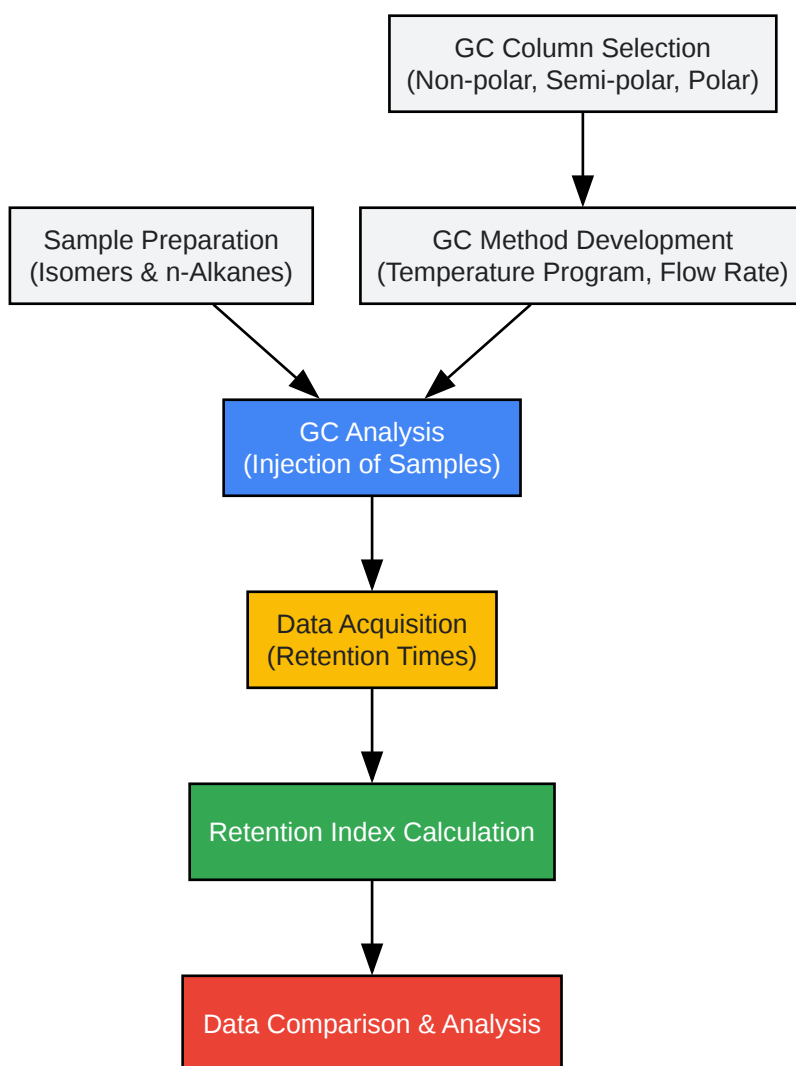 GC Column Selection
(Non-polar, Semi-polar, Polar)
Sample Preparation
(Isomers & n-Alkanes)
GC Method Development
(Temperature Program, Flow Rate)
GC Analysis
(Injection of Samples)
Data Acquisition
(Retention Times)
Retention Index Calculation
Data Comparison & Analysis